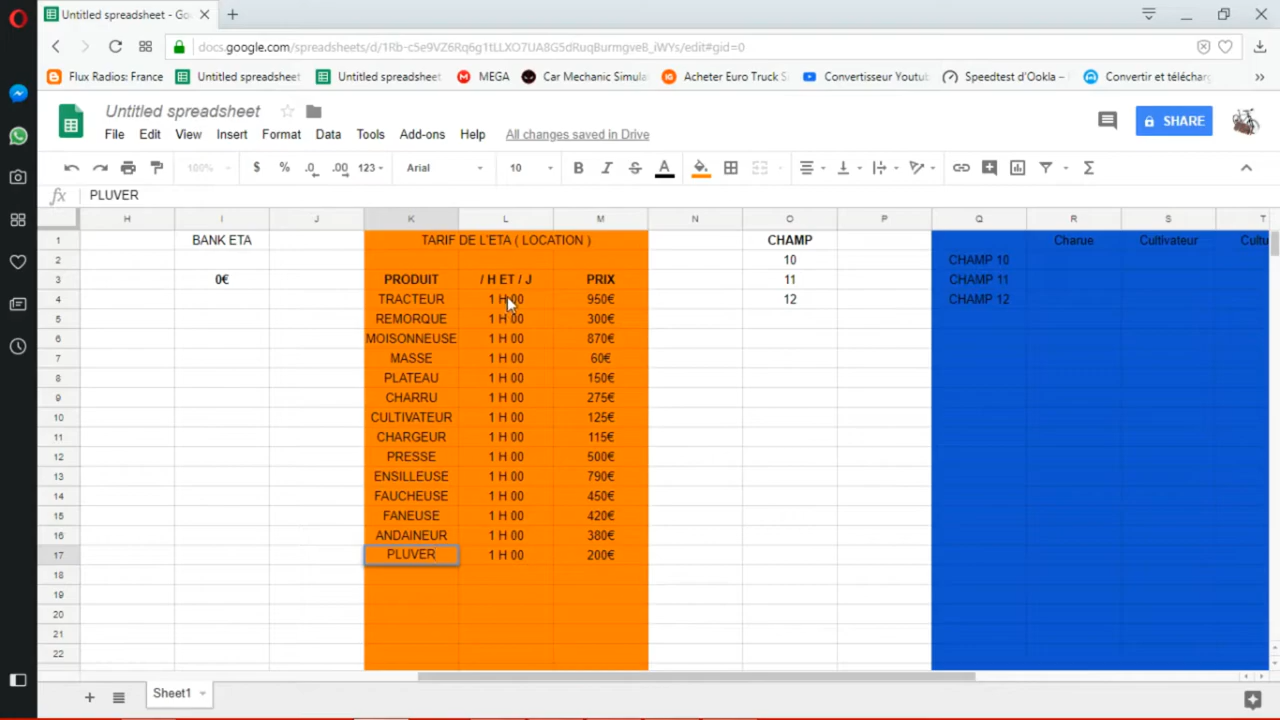 Untitled spreadsheet - Go
docs.google.com/spreadsheets/d/1Rb-c5e9VZ6Rq6g1tLLXO7UA8G5dRuqBurmgveB_iWYs/edit#gid=0
Flux Radios: France Untitled spreadsheet Untitled spreadsheet MEGA Car Mechanic Simula Acheter Euro Truck S Convertisseur Youtub Speedtest d'Ookla – Convertir et télécharg
Untitled spreadsheet
File Edit View Insert Format Data Tools Add-ons Help All changes saved in Drive
SHARE
100% $ % .0 .00 123 Arial 10 B I S A
fx PLUVER
H I J K L M N O P Q R S T
1 BANK ETA TARIF DE L'ETA ( LOCATION ) CHAMP Charue Cultivateur Cultu
2 10 CHAMP 10
3 0€ PRODUIT / H ET / J PRIX 11 CHAMP 11
4 TRACTEUR 1 H 00 950€ 12 CHAMP 12
5 REMORQUE 1 H 00 300€
6 MOISONNEUSE 1 H 00 870€
7 MASSE 1 H 00 60€
8 PLATEAU 1 H 00 150€
9 CHARRU 1 H 00 275€
10 CULTIVATEUR 1 H 00 125€
11 CHARGEUR 1 H 00 115€
12 PRESSE 1 H 00 500€
13 ENSILLEUSE 1 H 00 790€
14 FAUCHEUSE 1 H 00 450€
15 FANEUSE 1 H 00 420€
16 ANDAINEUR 1 H 00 380€
17 PLUVER 1 H 00 200€
18
19
20
21
22
Sheet1